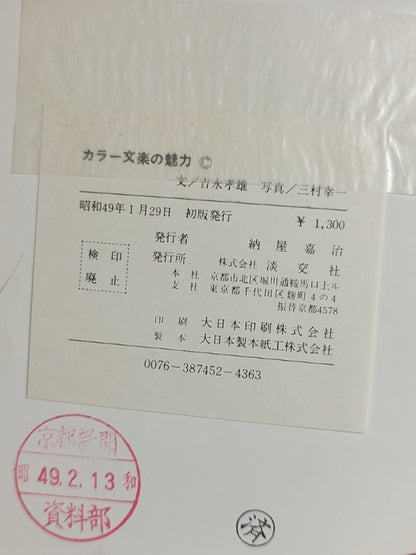 カラー文楽の魅力 ©
文/吉永孝雄 写真/三村幸一
昭和49年1月29日 初版発行 ¥ 1,300
発行者 納屋嘉治
検印廃止
発行所 株式会社 淡交社
本社 京都市北区堀川通鞍馬口上ル
支社 東京都千代田区麹町4の4
振替京都4578
印刷 大日本印刷株式会社
製本 大日本製本紙工株式会社
0076-387452-4363
京都新聞
昭 49.2.13 和
資料部
済